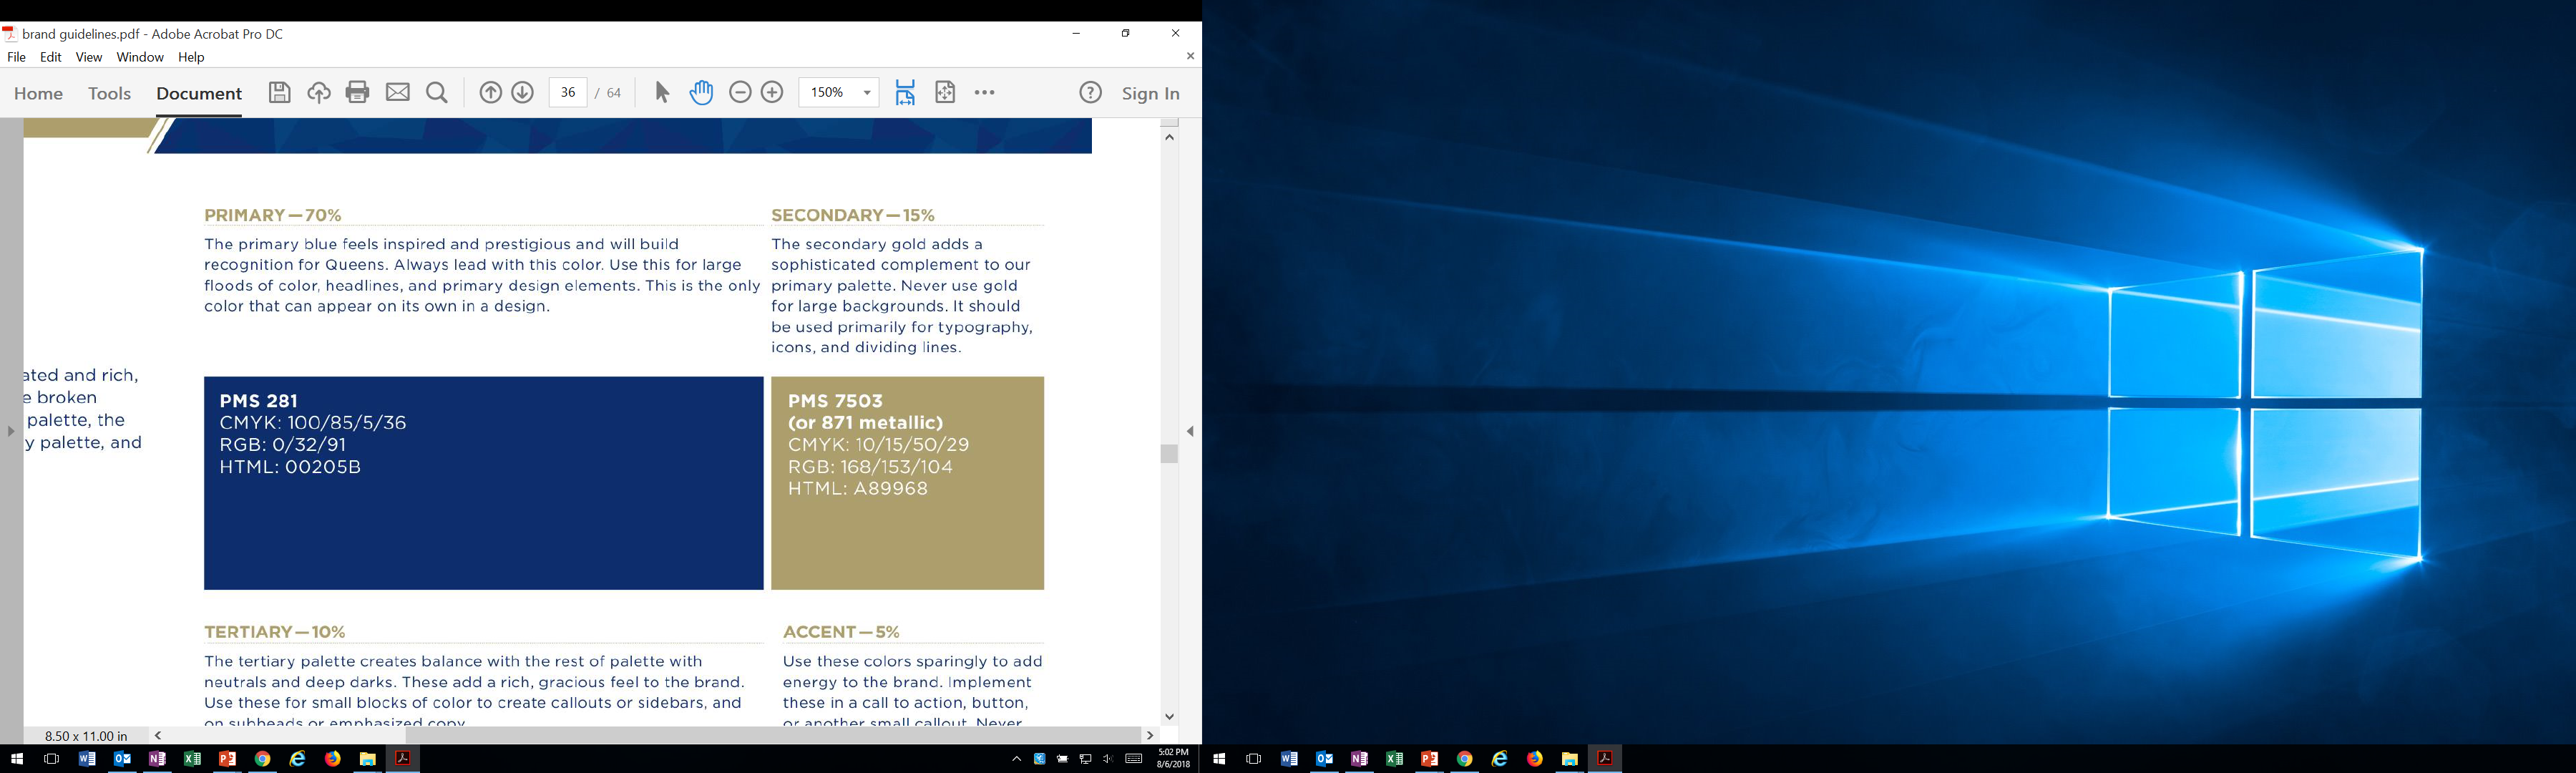 brand guidelines.pdf - Adobe Acrobat Pro DC
File Edit View Window Help
Home Tools Document 36 / 64 150% Sign In
PRIMARY—70%
The primary blue feels inspired and prestigious and will build
recognition for Queens. Always lead with this color. Use this for large
floods of color, headlines, and primary design elements. This is the only
color that can appear on its own in a design.
SECONDARY—15%
The secondary gold adds a
sophisticated complement to our
primary palette. Never use gold
for large backgrounds. It should
be used primarily for typography,
icons, and dividing lines.
ated and rich,
e broken
palette, the
y palette, and
PMS 281
CMYK: 100/85/5/36
RGB: 0/32/91
HTML: 00205B
PMS 7503
(or 871 metallic)
CMYK: 10/15/50/29
RGB: 168/153/104
HTML: A89968
TERTIARY—10%
The tertiary palette creates balance with the rest of palette with
neutrals and deep darks. These add a rich, gracious feel to the brand.
Use these for small blocks of color to create callouts or sidebars, and
on subheads or emphasized copy.
ACCENT—5%
Use these colors sparingly to add
energy to the brand. Implement
these in a call to action, button,
or another small callout. Never
8.50 x 11.00 in
5:02 PM
8/6/2018